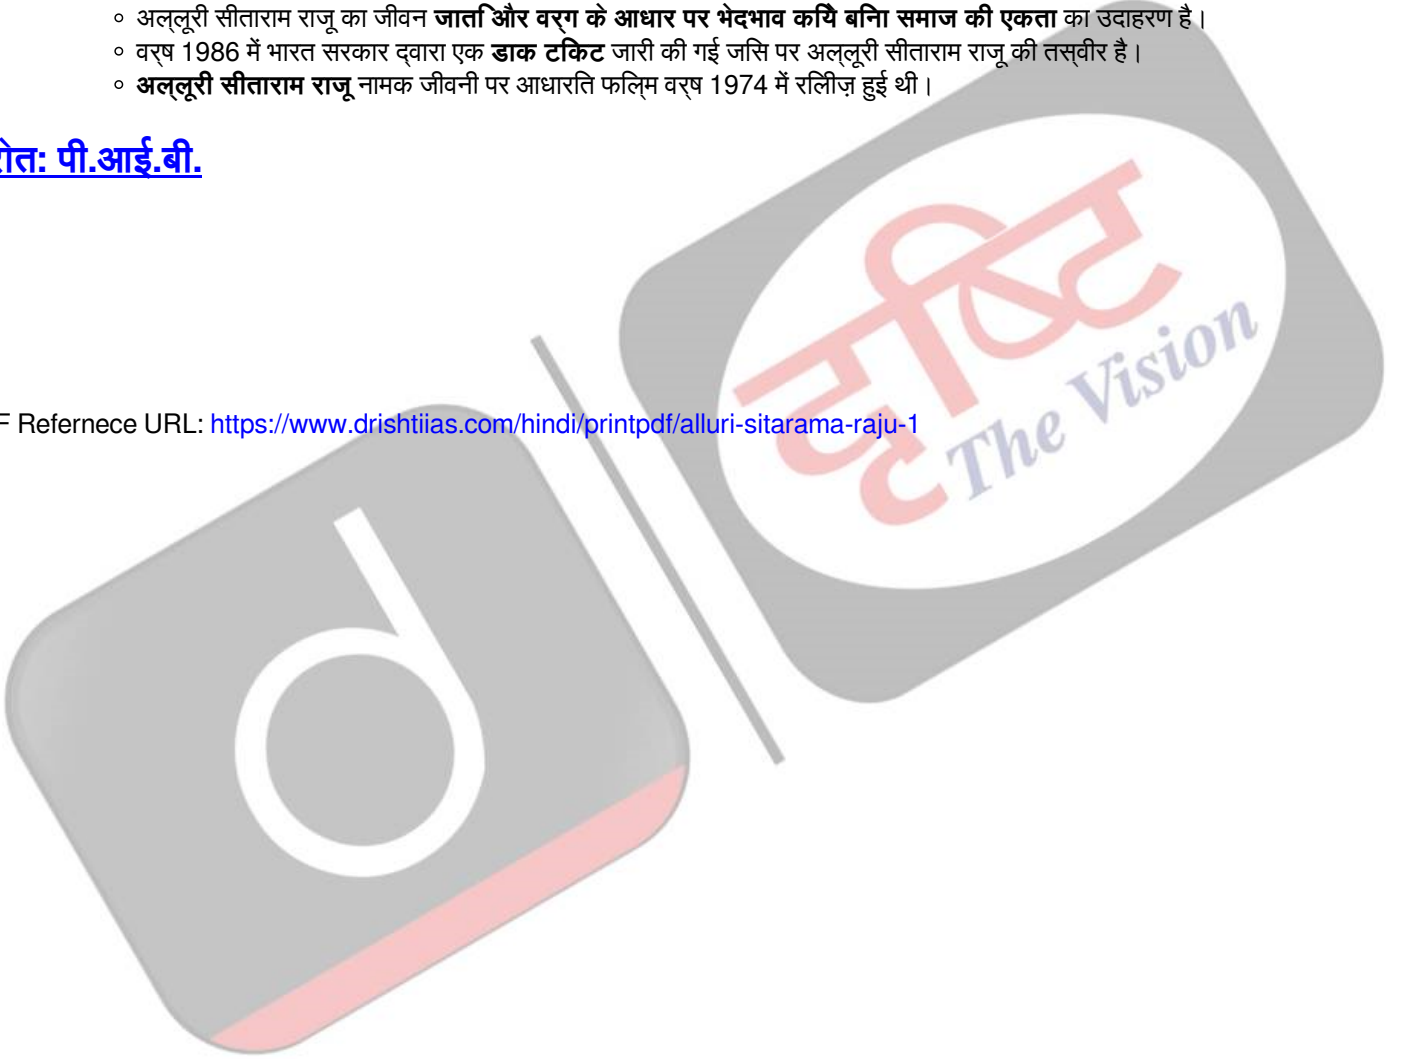 ◦ अल्लूरी सीताराम राजू का जीवन जाति और वर्ग के आधार पर भेदभाव किये बिना समाज की एकता का उदाहरण है।
◦ वर्ष 1986 में भारत सरकार द्वारा एक डाक टिकट जारी की गई जिस पर अल्लूरी सीताराम राजू की तस्वीर है।
◦ अल्लूरी सीताराम राजू नामक जीवनी पर आधारित फिल्म वर्ष 1974 में रिलीज़ हुई थी।
रोत: पी.आई.बी.
F Refernece URL: https://www.drishtiias.com/hindi/printpdf/alluri-sitarama-raju-1
दृष्टि
The Vision
d